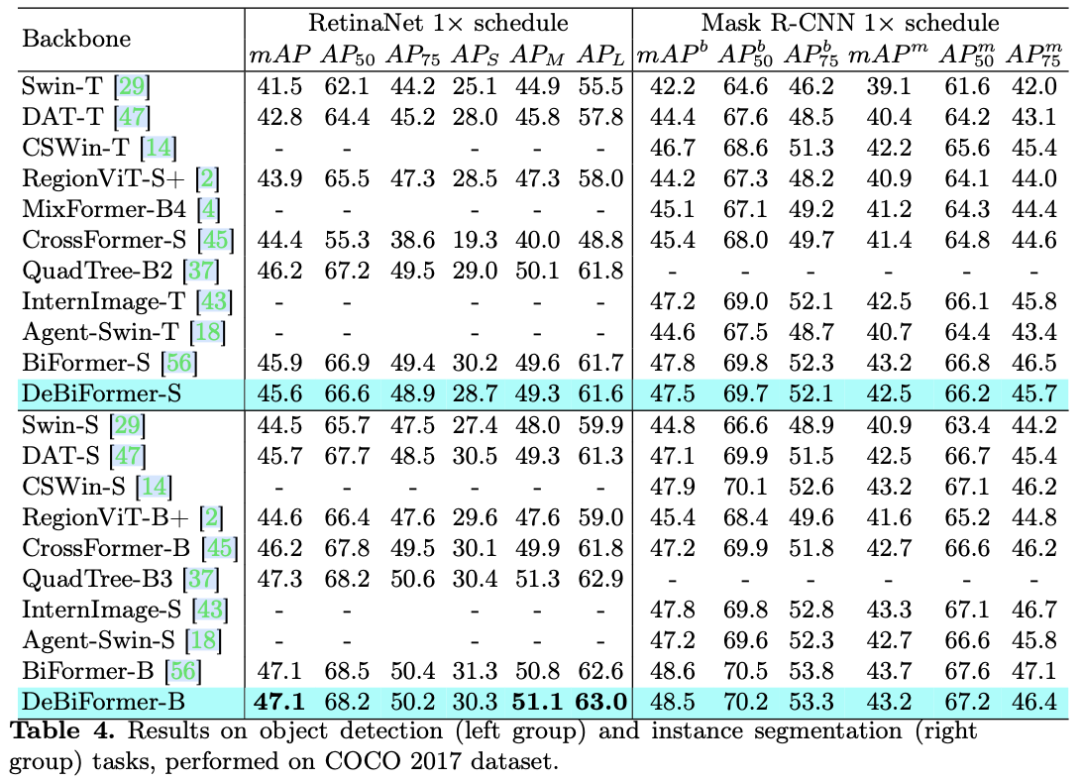 Backbone RetinaNet 1× schedule Mask R-CNN 1× schedule
mAP AP50 AP75 APS APM APL mAP^b AP^b_50 AP^b_75 mAP^m AP^m_50 AP^m_75
Swin-T [29] 41.5 62.1 44.2 25.1 44.9 55.5 42.2 64.6 46.2 39.1 61.6 42.0
DAT-T [47] 42.8 64.4 45.2 28.0 45.8 57.8 44.4 67.6 48.5 40.4 64.2 43.1
CSWin-T [14] - - - - - - 46.7 68.6 51.3 42.2 65.6 45.4
RegionViT-S+ [2] 43.9 65.5 47.3 28.5 47.3 58.0 44.2 67.3 48.2 40.9 64.1 44.0
MixFormer-B4 [4] - - - - - - 45.1 67.1 49.2 41.2 64.3 44.4
CrossFormer-S [45] 44.4 55.3 38.6 19.3 40.0 48.8 45.4 68.0 49.7 41.4 64.8 44.6
QuadTree-B2 [37] 46.2 67.2 49.5 29.0 50.1 61.8 - - - - - -
InternImage-T [43] - - - - - - 47.2 69.0 52.1 42.5 66.1 45.8
Agent-Swin-T [18] - - - - - - 44.6 67.5 48.7 40.7 64.4 43.4
BiFormer-S [56] 45.9 66.9 49.4 30.2 49.6 61.7 47.8 69.8 52.3 43.2 66.8 46.5
DeBiFormer-S 45.6 66.6 48.9 28.7 49.3 61.6 47.5 69.7 52.1 42.5 66.2 45.7
Swin-S [29] 44.5 65.7 47.5 27.4 48.0 59.9 44.8 66.6 48.9 40.9 63.4 44.2
DAT-S [47] 45.7 67.7 48.5 30.5 49.3 61.3 47.1 69.9 51.5 42.5 66.7 45.4
CSWin-S [14] - - - - - - 47.9 70.1 52.6 43.2 67.1 46.2
RegionViT-B+ [2] 44.6 66.4 47.6 29.6 47.6 59.0 45.4 68.4 49.6 41.6 65.2 44.8
CrossFormer-B [45] 46.2 67.8 49.5 30.1 49.9 61.8 47.2 69.9 51.8 42.7 66.6 46.2
QuadTree-B3 [37] 47.3 68.2 50.6 30.4 51.3 62.9 - - - - - -
InternImage-S [43] - - - - - - 47.8 69.8 52.8 43.3 67.1 46.7
Agent-Swin-S [18] - - - - - - 47.2 69.6 52.3 42.7 66.6 45.8
BiFormer-B [56] 47.1 68.5 50.4 31.3 50.8 62.6 48.6 70.5 53.8 43.7 67.6 47.1
DeBiFormer-B 47.1 68.2 50.2 30.3 51.1 63.0 48.5 70.2 53.3 43.2 67.2 46.4
Table 4. Results on object detection (left group) and instance segmentation (right
group) tasks, performed on COCO 2017 dataset.